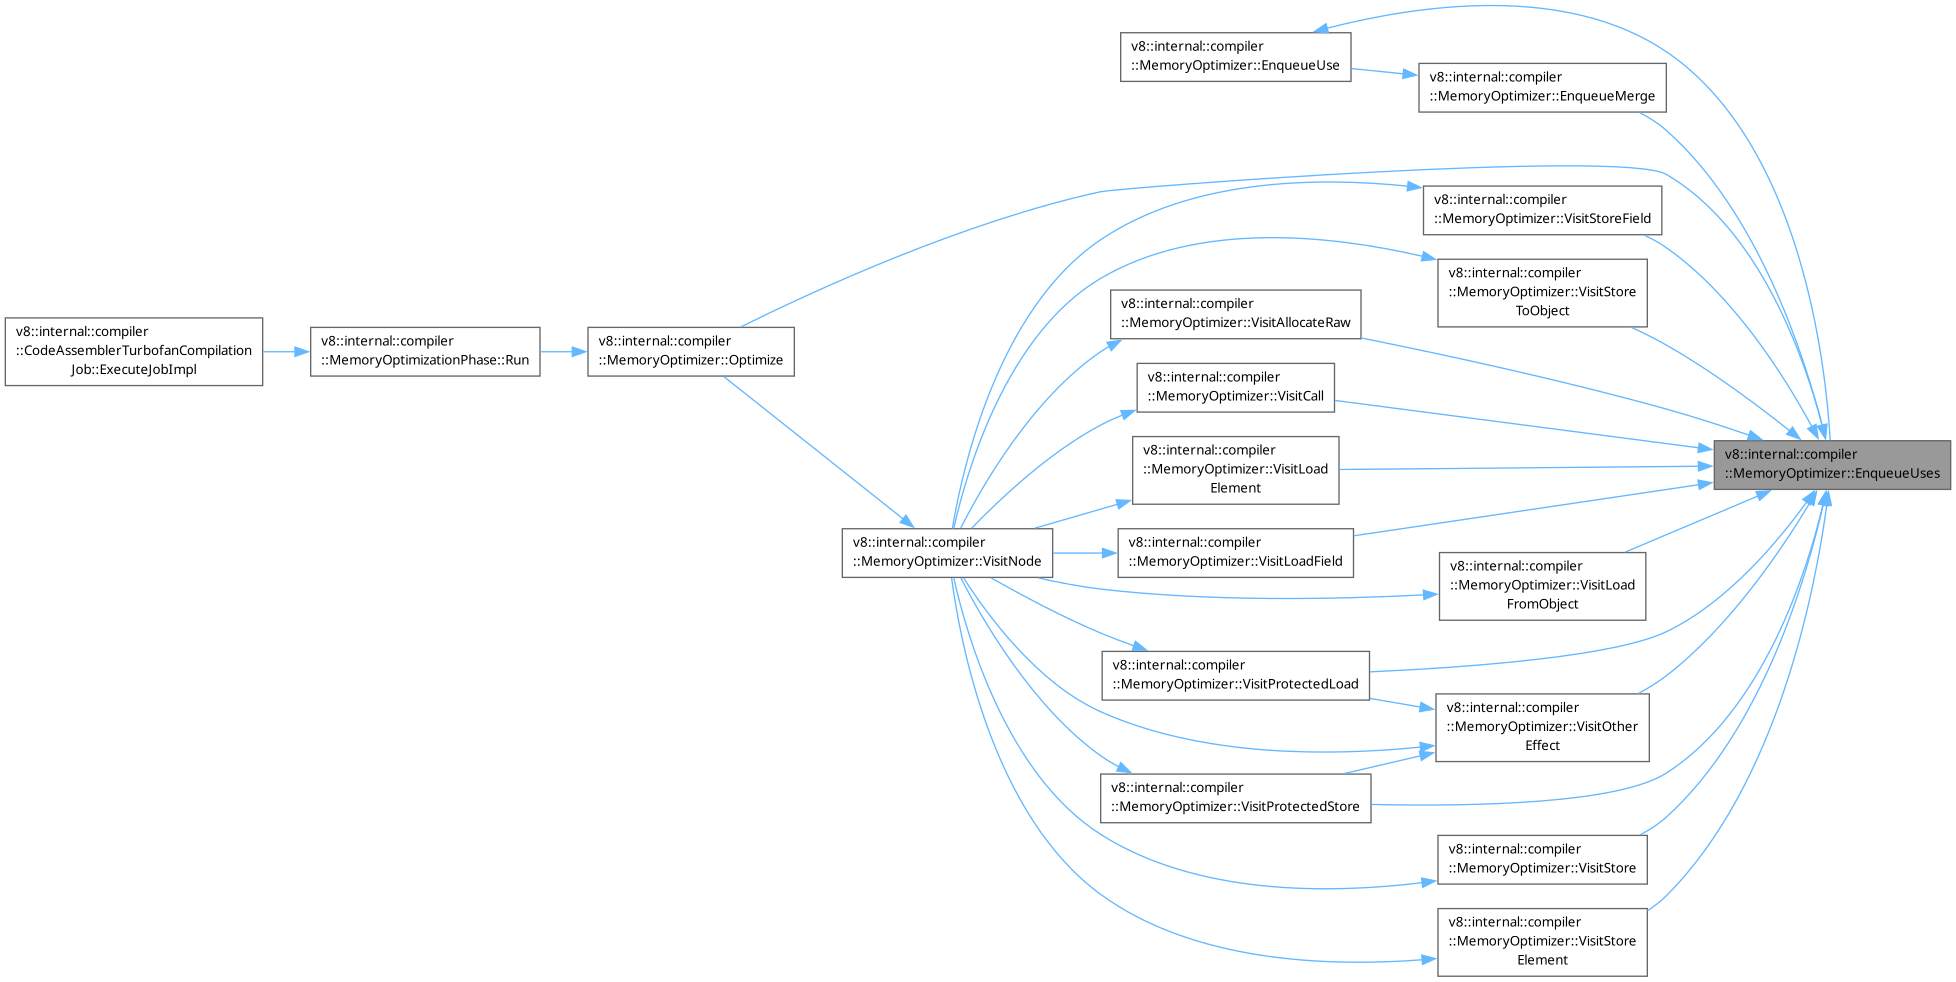 v8::internal::compiler
::MemoryOptimizer::EnqueueUse
v8::internal::compiler
::MemoryOptimizer::EnqueueMerge
v8::internal::compiler
::MemoryOptimizer::VisitStoreField
v8::internal::compiler
::MemoryOptimizer::VisitStore
ToObject
v8::internal::compiler
::MemoryOptimizer::VisitAllocateRaw
v8::internal::compiler
::CodeAssemblerTurbofanCompilation
Job::ExecuteJobImpl
v8::internal::compiler
::MemoryOptimizationPhase::Run
v8::internal::compiler
::MemoryOptimizer::Optimize
v8::internal::compiler
::MemoryOptimizer::VisitCall
v8::internal::compiler
::MemoryOptimizer::VisitLoad
Element
v8::internal::compiler
::MemoryOptimizer::EnqueueUses
v8::internal::compiler
::MemoryOptimizer::VisitNode
v8::internal::compiler
::MemoryOptimizer::VisitLoadField
v8::internal::compiler
::MemoryOptimizer::VisitLoad
FromObject
v8::internal::compiler
::MemoryOptimizer::VisitProtectedLoad
v8::internal::compiler
::MemoryOptimizer::VisitOther
Effect
v8::internal::compiler
::MemoryOptimizer::VisitProtectedStore
v8::internal::compiler
::MemoryOptimizer::VisitStore
v8::internal::compiler
::MemoryOptimizer::VisitStore
Element